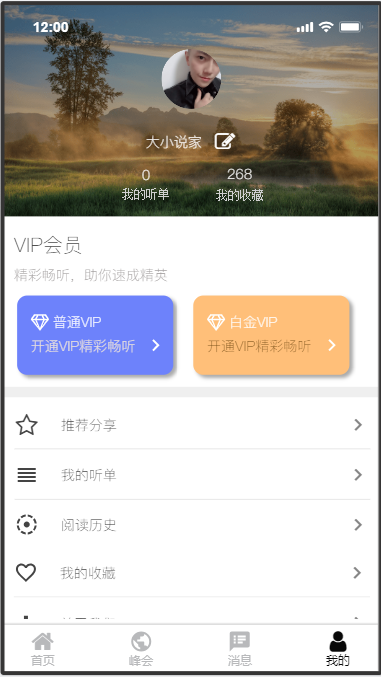 12:00
大小说家
0 268
我的听单 我的收藏
VIP会员
精彩畅听，助你速成精英
普通VIP 白金VIP
开通VIP精彩畅听 开通VIP精彩畅听
推荐分享
我的听单
阅读历史
我的收藏
首页 峰会 消息 我的